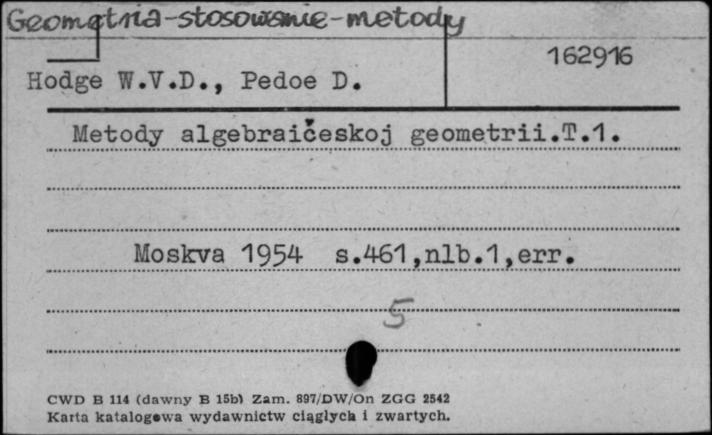 Geometria-stosowanie-metody
162916
Hodge W.V.D., Pedoe D.
Metody algebraičeskoj geometrii.T.1.
Moskva 1954 s.461,nlb.1,err.
5
CWD B 114 (dawny B 15b) Zam. 897/DW/On ZGG 2542
Karta katalogowa wydawnictw ciągłych i zwartych.